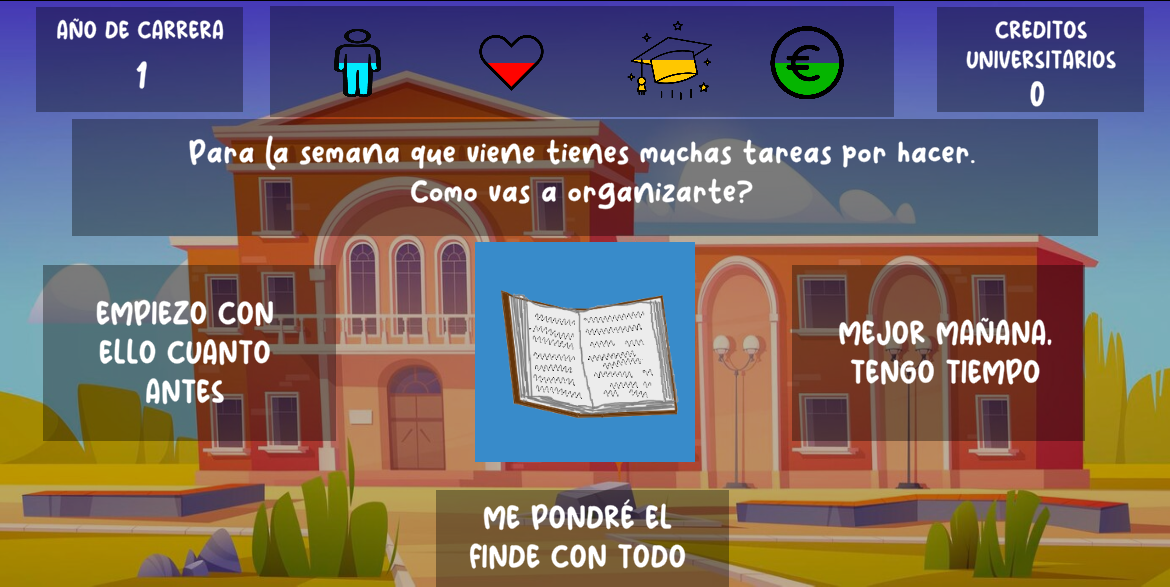 AÑO DE CARRERA
1
CREDITOS
UNIVERSITARIOS
0
Para la semana que viene tienes muchas tareas por hacer.
Como vas a organizarte?
EMPIEZO CON
ELLO CUANTO
ANTES
MEJOR MAÑANA.
TENGO TIEMPO
ME PONDRÉ EL
FINDE CON TODO